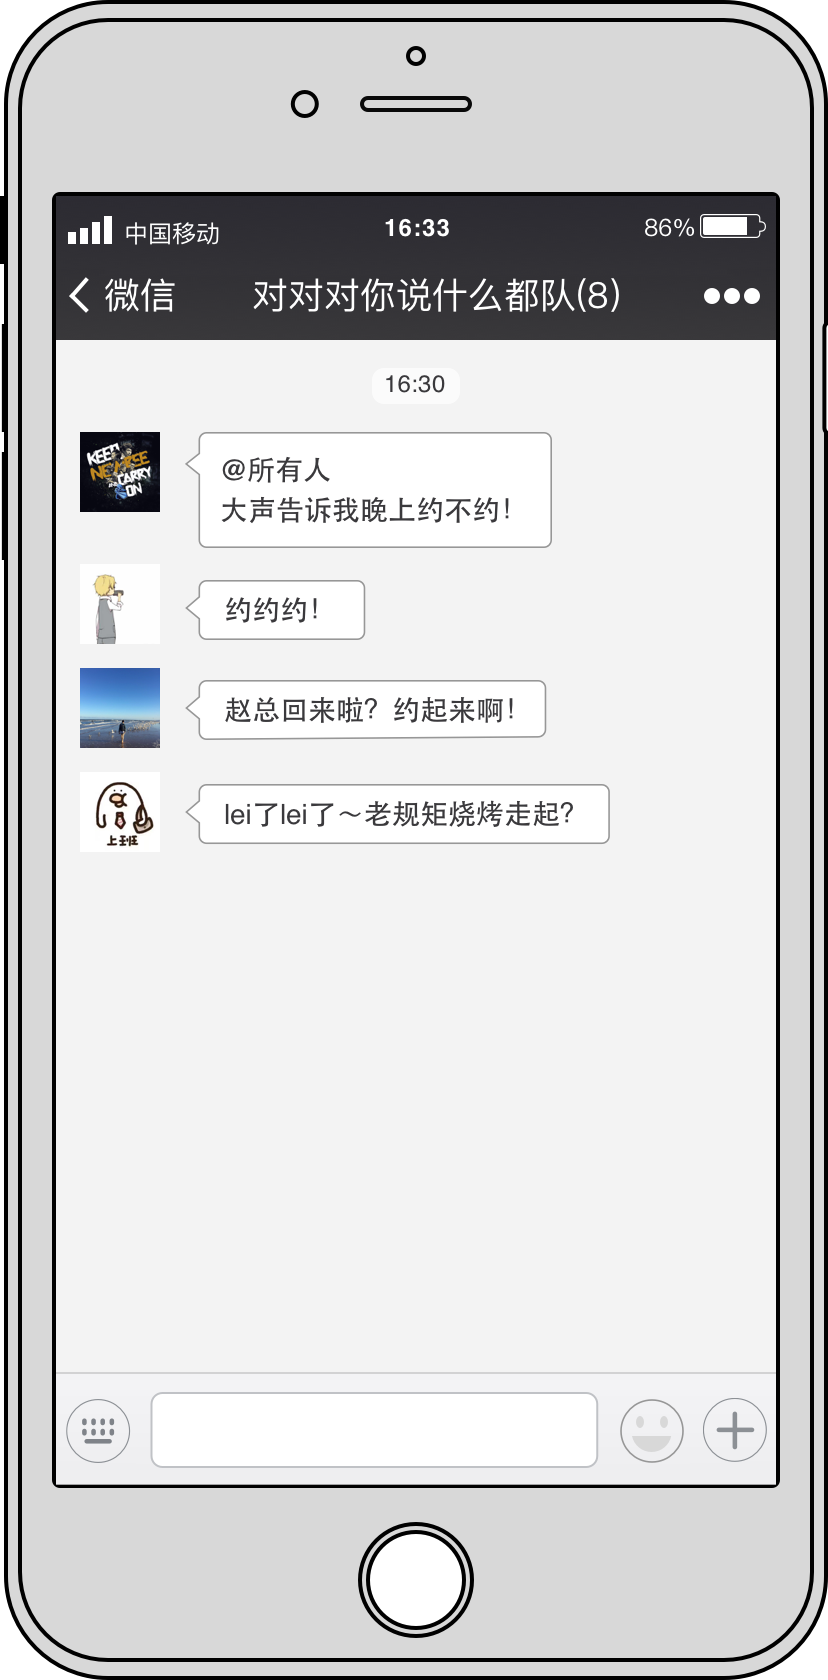 中国移动 16:33 86%
微信 对对对你说什么都队(8)
16:30
KEEP
NEYREE
AND CARRY
ON
@所有人
大声告诉我晚上约不约！
约约约！
赵总回来啦？约起来啊！
上班
lei了lei了～老规矩烧烤走起？